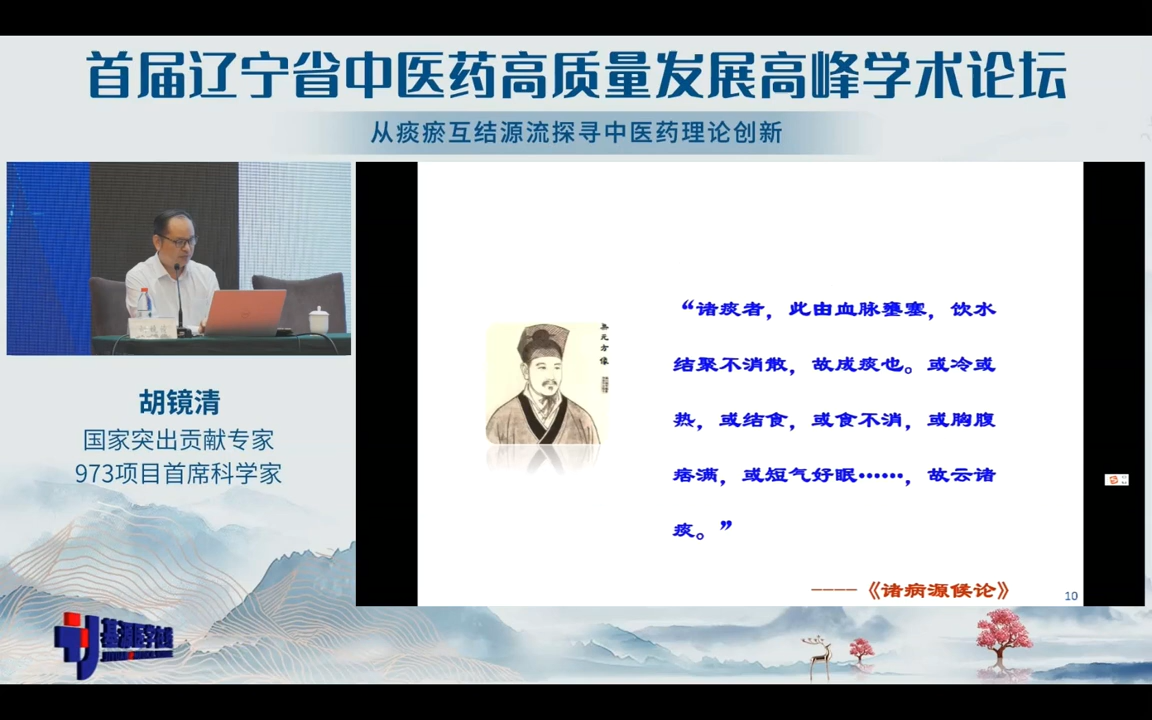 首届辽宁省中医药高质量发展高峰学术论坛
从痰瘀互结源流探寻中医药理论创新
胡镜清
国家突出贡献专家
973项目首席科学家
“诸痰者，此由血脉壅塞，饮水
结聚不消散，故成痰也。或冷或
热，或结食，或食不消，或胸腹
痞满，或短气好眠……，故云诸
痰。”
----《诸病源候论》
10